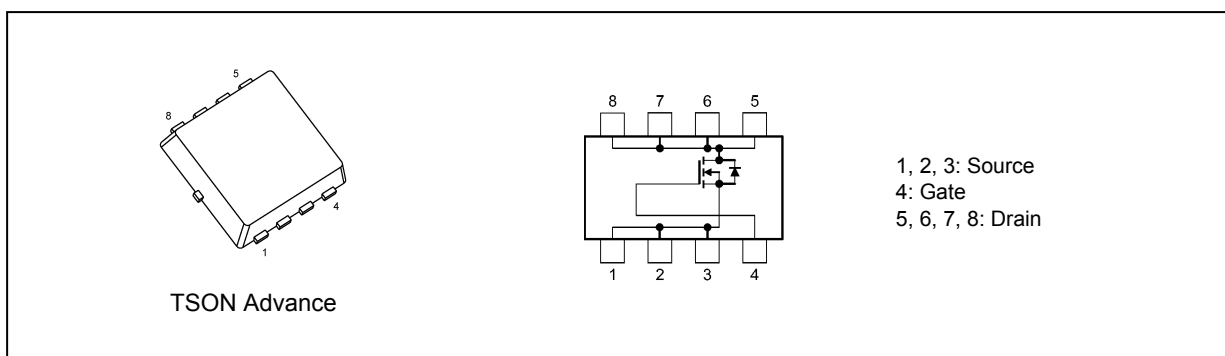 5
8
4
1
TSON Advance
8 7 6 5
1 2 3 4
1, 2, 3: Source
4: Gate
5, 6, 7, 8: Drain